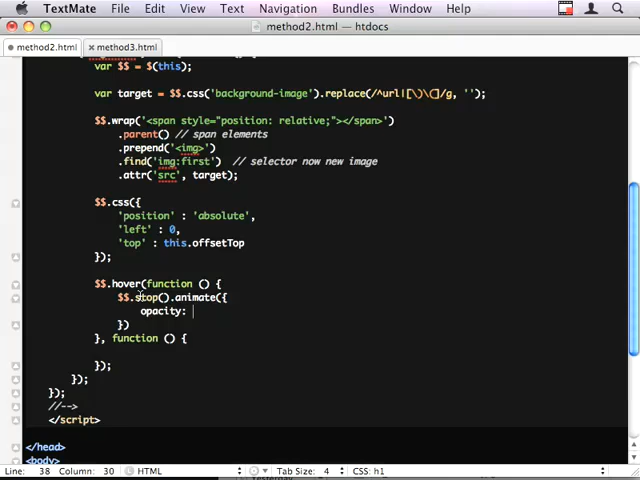 TextMate File Edit View Text Navigation Window Help
method2.html — htdocs
method2.html method3.html
var $$ = $(this);
var target = $$.css('background-image').replace(/^url|[\)\(]/g, '');
$$.wrap('<span style="position: relative;"></span>')
.parent() // span elements
.prepend('<img>')
.find('img:first') // selector now new image
.attr('src', target);
$$.css({
'position' : 'absolute',
'left' : 0,
'top' : this.offsetTop
});
$$.hover(function () {
$$.stop().animate({
opacity:
})
}, function () {
});
});
});
//-->
</script>
</head>
<body>
Line: 38 Column: 30 HTML Tab Size: 4 CSS: h1